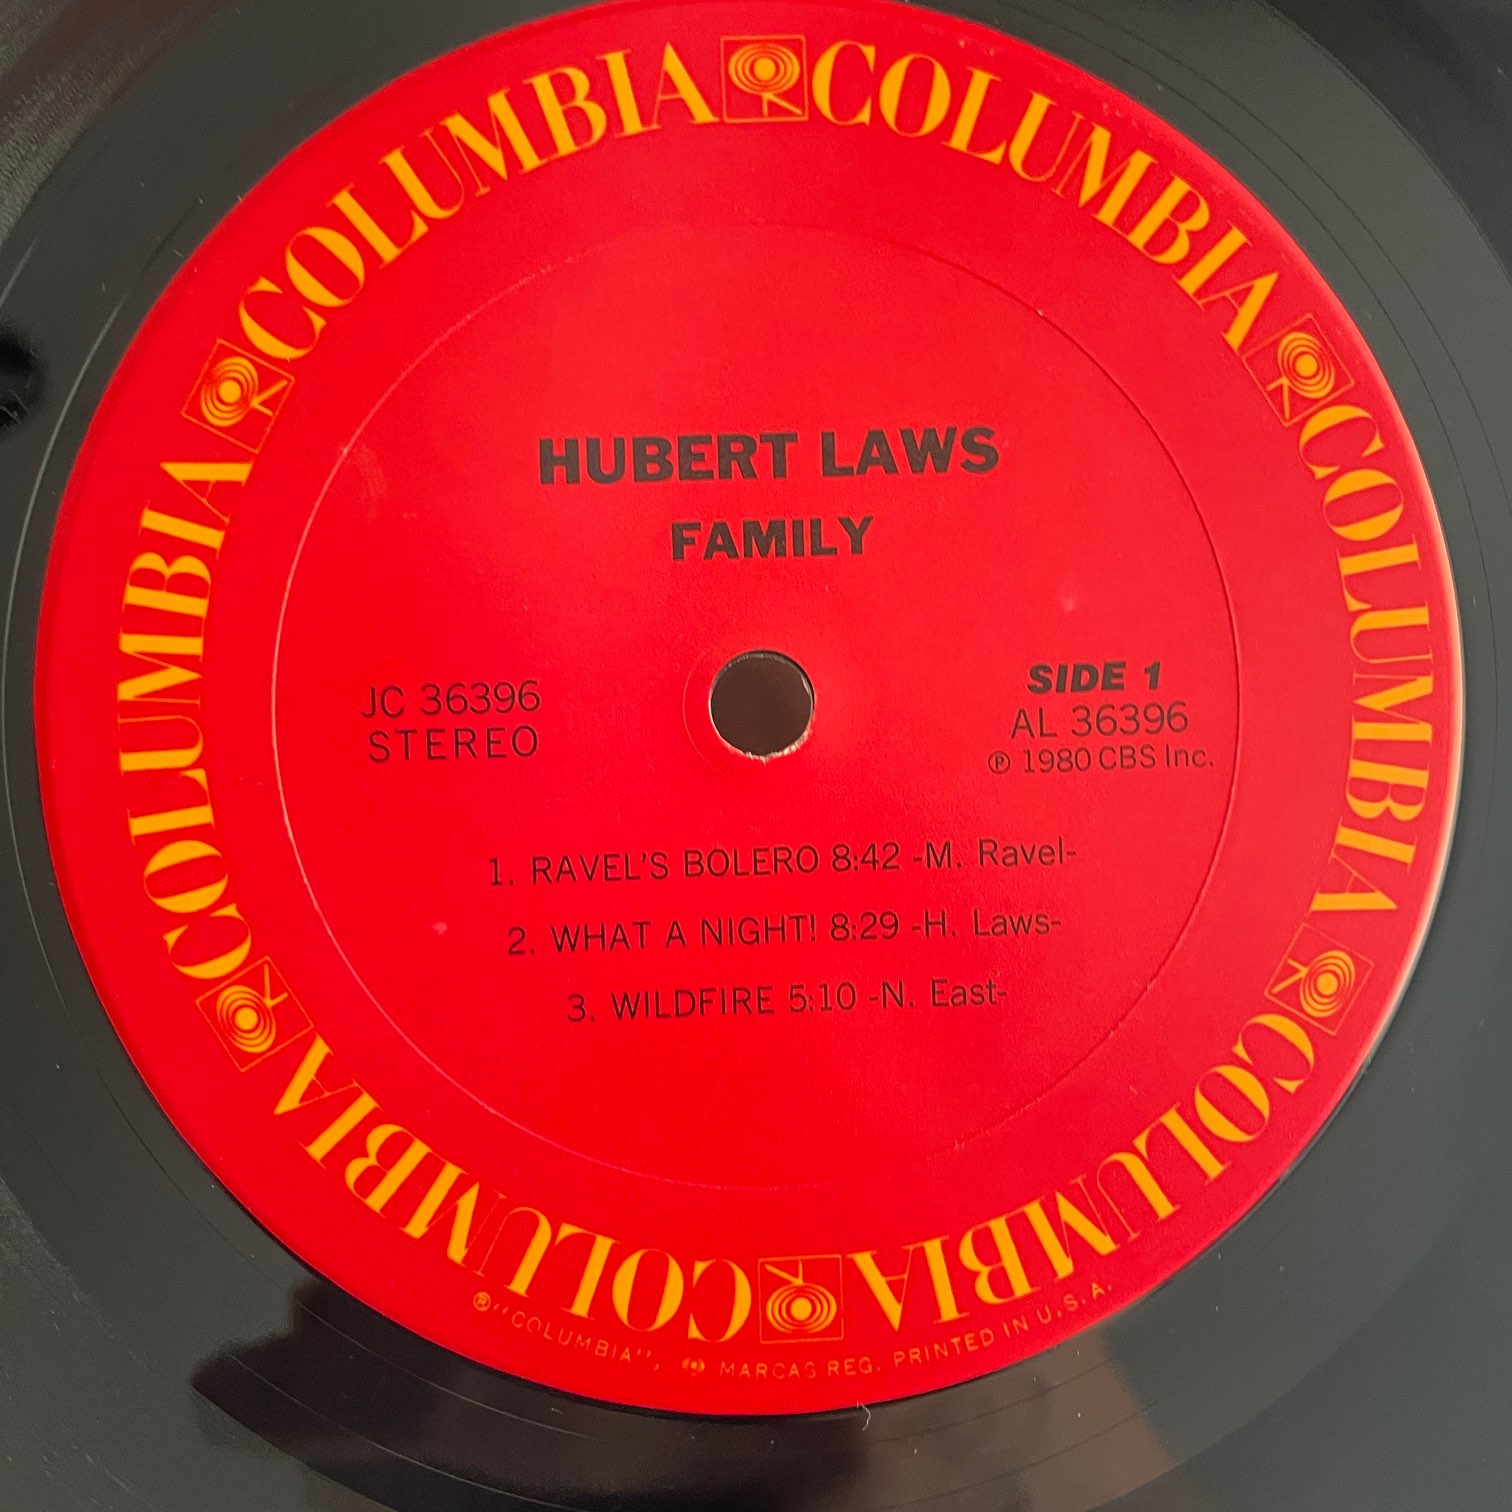 COLUMBIA COLUMBIA COLUMBIA COLUMBIA COLUMBIA COLUMBIA
HUBERT LAWS
FAMILY
JC 36396
STEREO
SIDE 1
AL 36396
℗ 1980 CBS Inc.
1. RAVEL'S BOLERO 8:42 -M. Ravel-
2. WHAT A NIGHT! 8:29 -H. Laws-
3. WILDFIRE 5:10 -N. East-
® "COLUMBIA", MARCAS REG. PRINTED IN U.S.A.